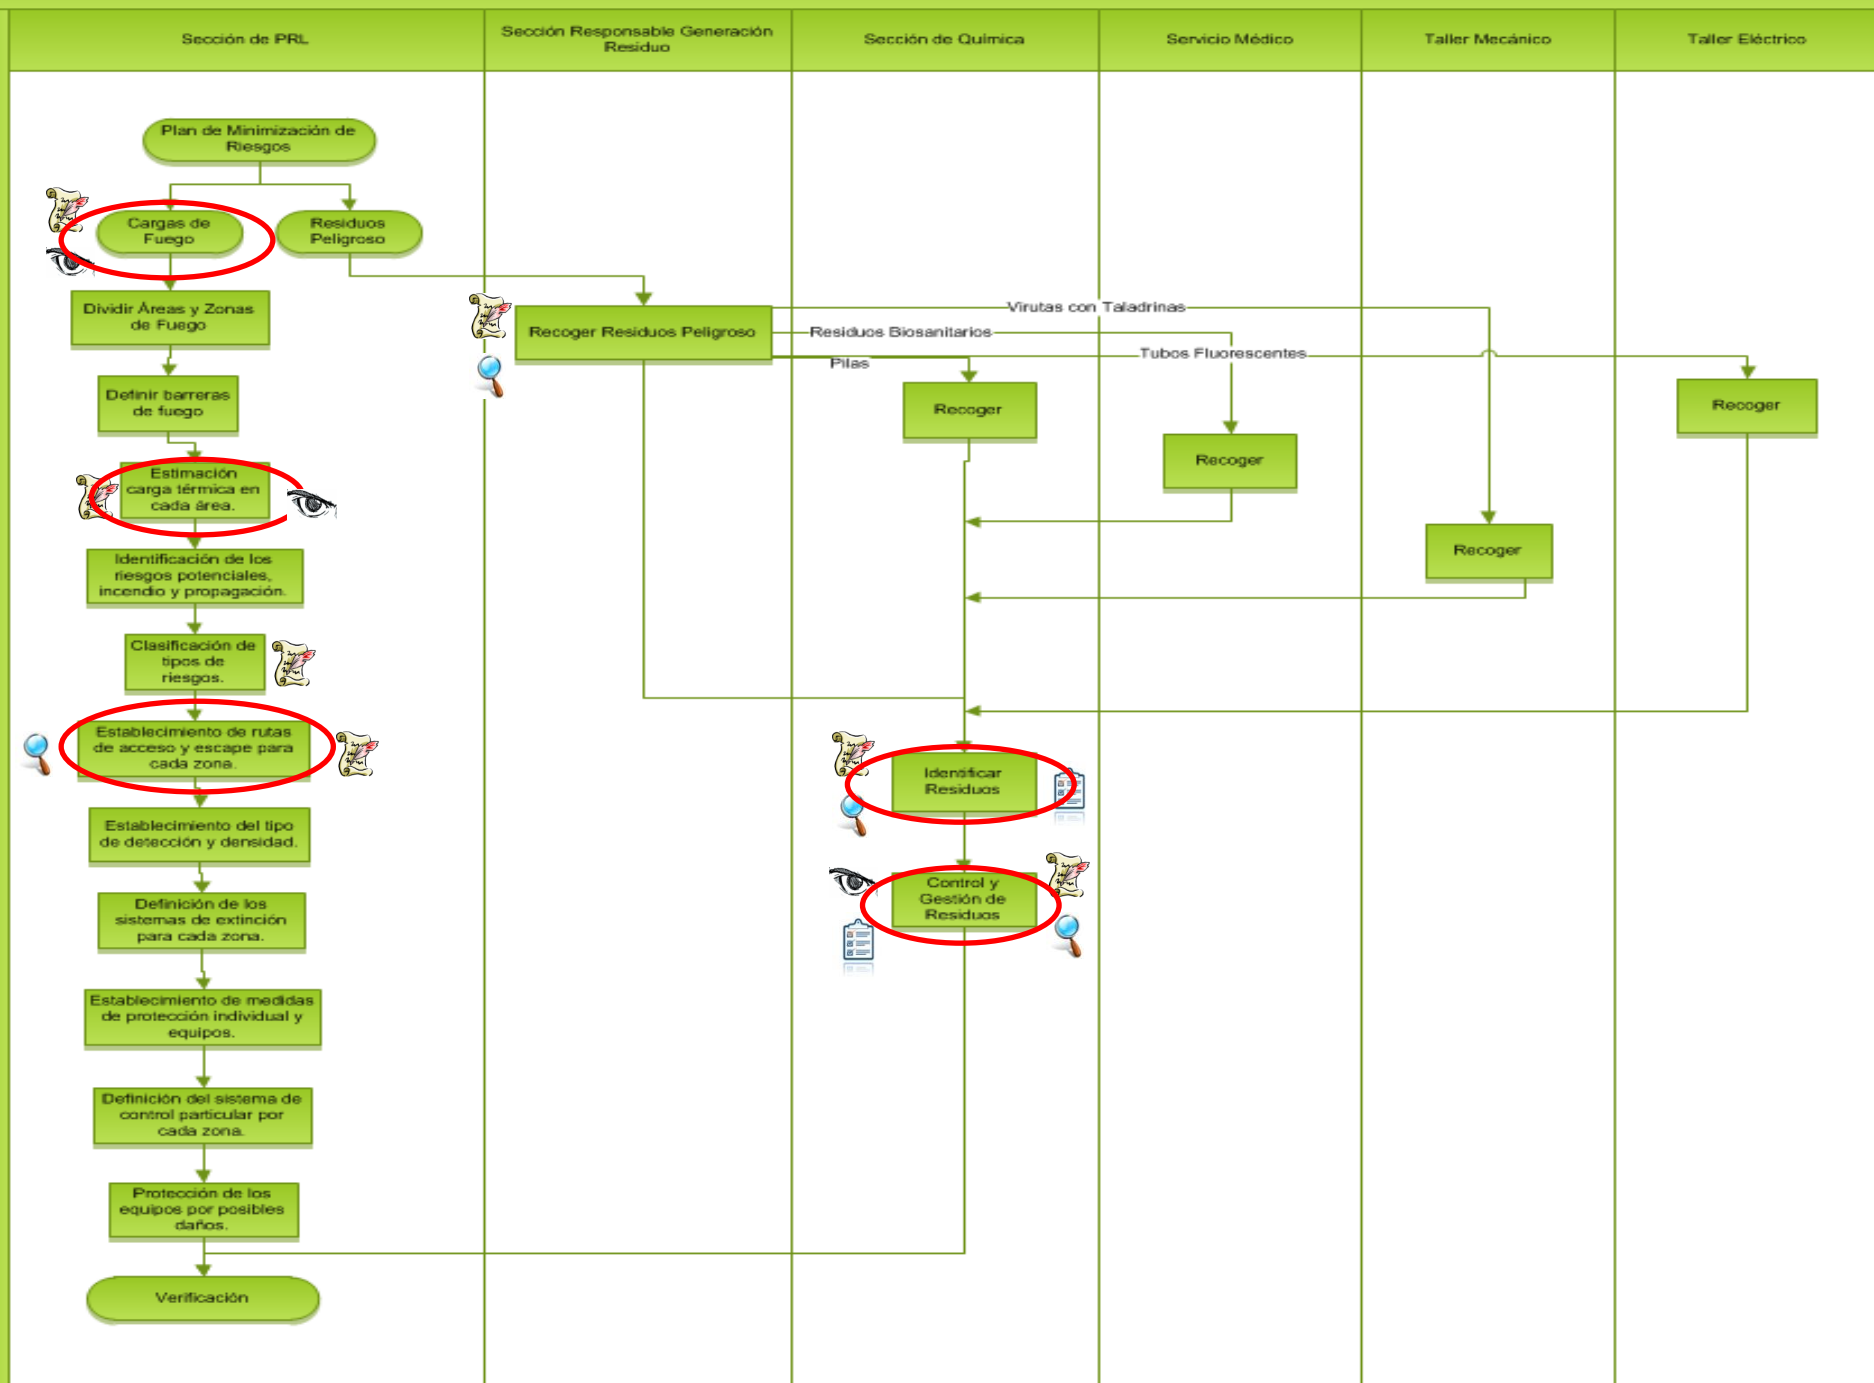 Sección de PRL
Sección Responsable Generación
Residuo
Sección de Química
Servicio Médico
Taller Mecánico
Taller Eléctrico
Plan de Minimización de
Riesgos
Cargas de
Fuego
Residuos
Peligroso
Dividir Áreas y Zonas
de Fuego
Definir barreras
de fuego
Estimación
carga térmica en
cada área.
Identificación de los
riesgos potenciales,
incendio y propagación.
Clasificación de
tipos de
riesgos.
Establecimiento de rutas
de acceso y escape para
cada zona.
Establecimiento del tipo
de detección y densidad.
Definición de los
sistemas de extinción
para cada zona.
Establecimiento de medidas
de protección individual y
equipos.
Definición del sistema de
control particular por
cada zona.
Protección de los
equipos por posibles
daños.
Verificación
Recoger Residuos Peligroso
Virutas con Taladrinas
Residuos Biosanitarios
Tubos Fluorescentes
Pilas
Recoger
Recoger
Recoger
Recoger
Identificar
Residuos
Control y
Gestión de
Residuos